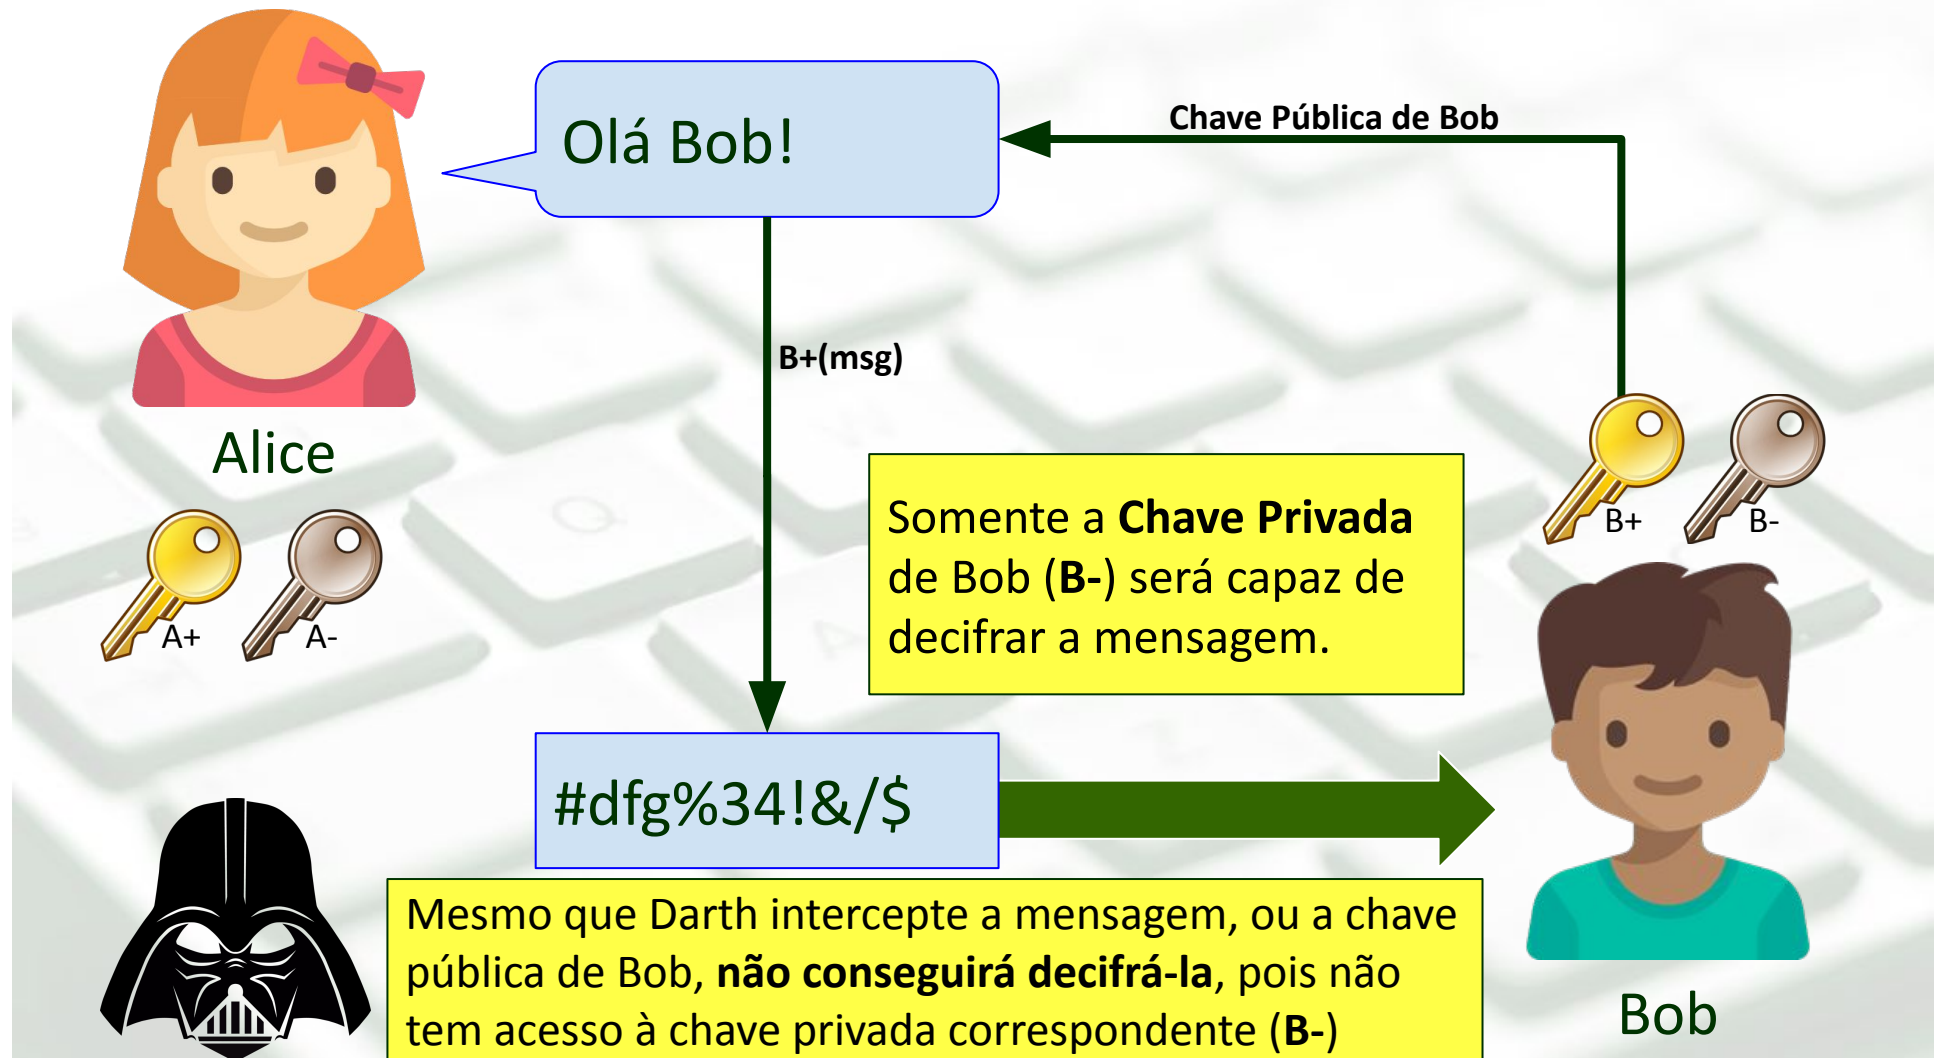 Olá Bob!
Chave Pública de Bob
B+(msg)
Alice
A+
A-
B+
B-
Somente a Chave Privada
de Bob (B-) será capaz de
decifrar a mensagem.
#dfg%34!&/$
Mesmo que Darth intercepte a mensagem, ou a chave
pública de Bob, não conseguirá decifrá-la, pois não
tem acesso à chave privada correspondente (B-)
Bob